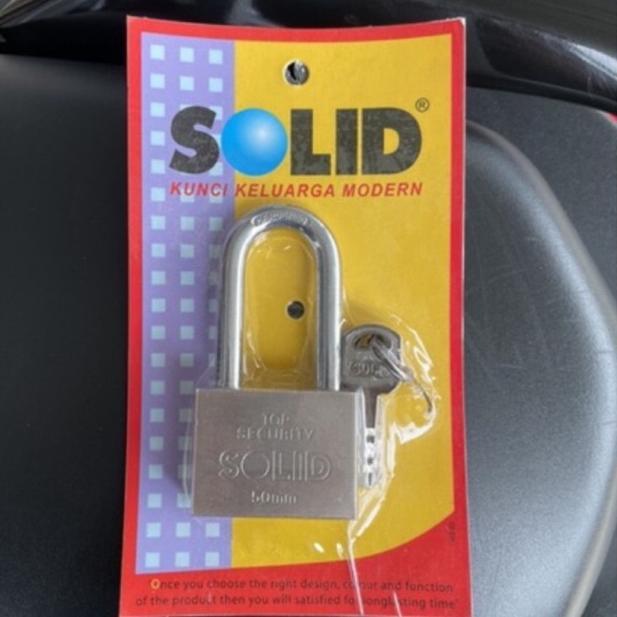 SOLID®
KUNCI KELUARGA MODERN
SOLID
TOP
SECURITY
SOLID
50mm
Once you choose the right design, colour and function
of the product then you will satisfied for longlasting time"